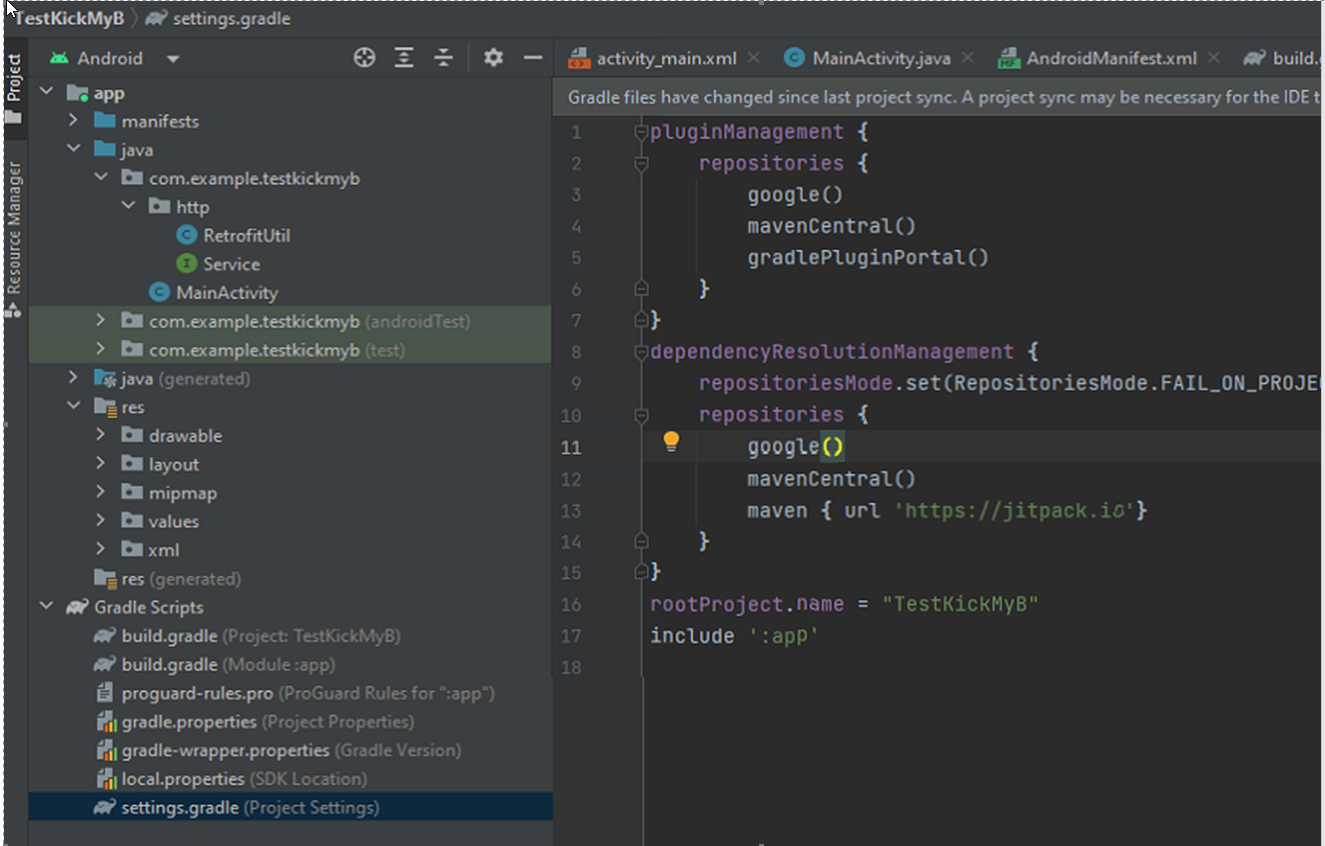 TestKickMyB settings.gradle
Project
Resource Manager
Android
app
manifests
java
com.example.testkickmyb
http
RetrofitUtil
Service
MainActivity
com.example.testkickmyb (androidTest)
com.example.testkickmyb (test)
java (generated)
res
drawable
layout
mipmap
values
xml
res (generated)
Gradle Scripts
build.gradle (Project: TestKickMyB)
build.gradle (Module :app)
proguard-rules.pro (ProGuard Rules for ":app")
gradle.properties (Project Properties)
gradle-wrapper.properties (Gradle Version)
local.properties (SDK Location)
settings.gradle (Project Settings)
activity_main.xml MainActivity.java AndroidManifest.xml build.
Gradle files have changed since last project sync. A project sync may be necessary for the IDE t
1 pluginManagement {
2 repositories {
3 google()
4 mavenCentral()
5 gradlePluginPortal()
6 }
7 }
8 dependencyResolutionManagement {
9 repositoriesMode.set(RepositoriesMode.FAIL_ON_PROJE
10 repositories {
11 google()
12 mavenCentral()
13 maven { url 'https://jitpack.io'}
14 }
15 }
16 rootProject.name = "TestKickMyB"
17 include ':app'
18